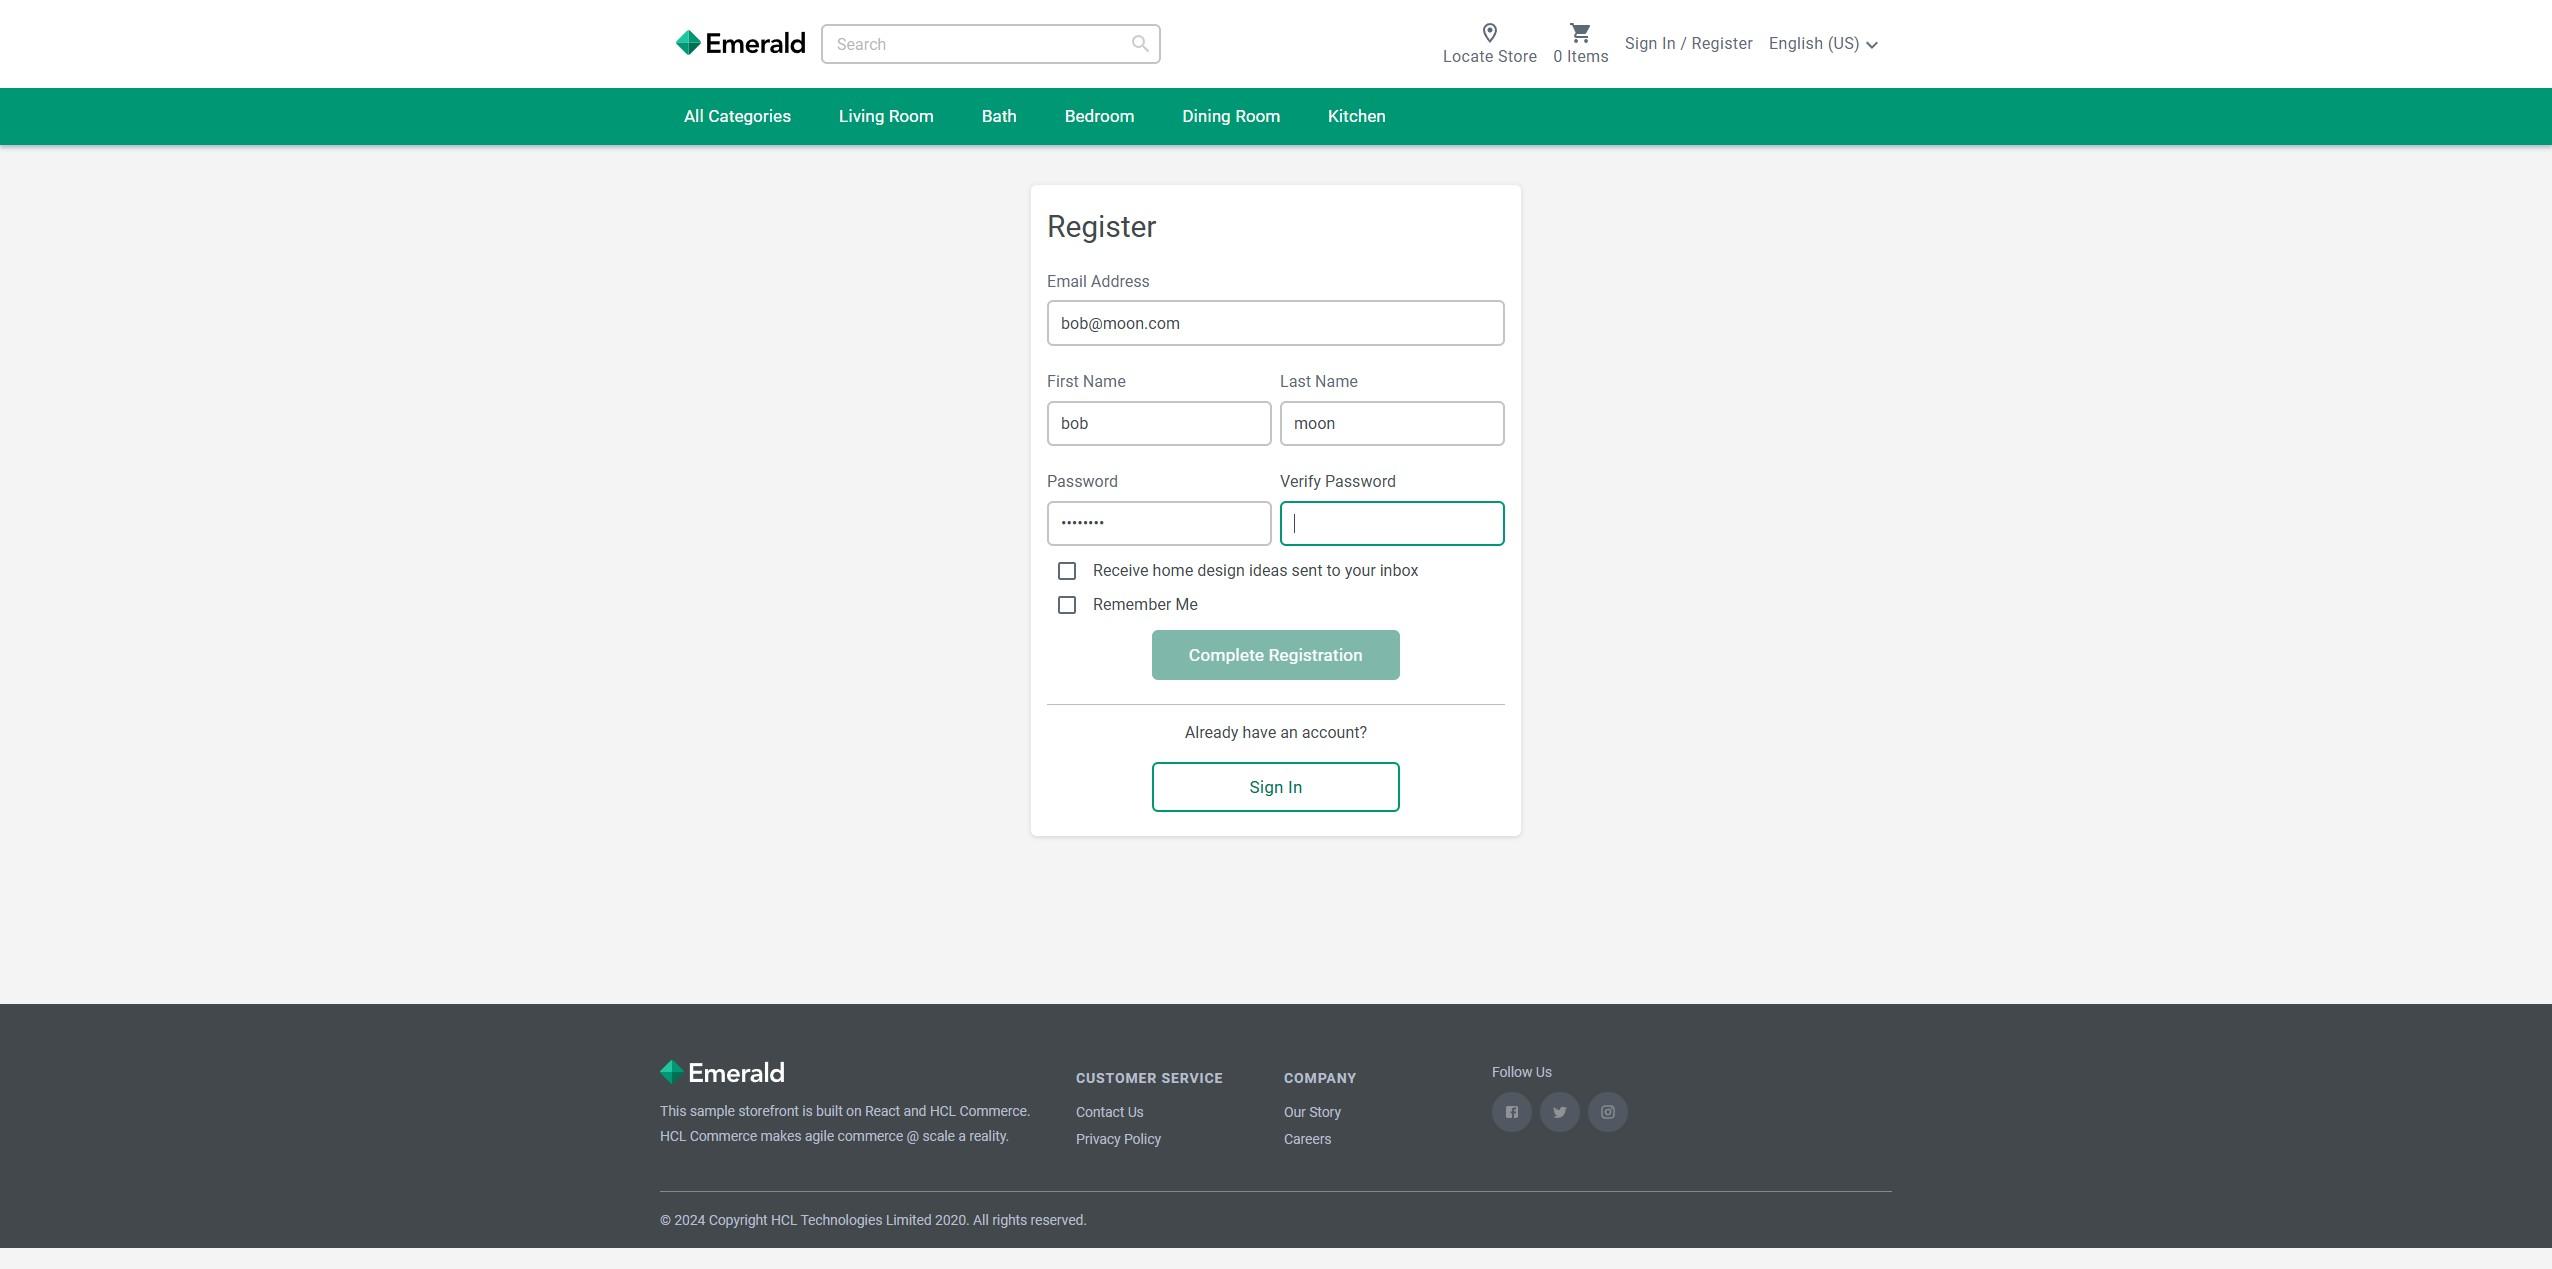 Emerald
Search
Locate Store
0 Items
Sign In / Register
English (US)
All Categories
Living Room
Bath
Bedroom
Dining Room
Kitchen
Register
Email Address
bob@moon.com
First Name
Last Name
bob
moon
Password
Verify Password
••••••••
Receive home design ideas sent to your inbox
Remember Me
Complete Registration
Already have an account?
Sign In
Emerald
This sample storefront is built on React and HCL Commerce.
HCL Commerce makes agile commerce @ scale a reality.
CUSTOMER SERVICE
Contact Us
Privacy Policy
COMPANY
Our Story
Careers
Follow Us
© 2024 Copyright HCL Technologies Limited 2020. All rights reserved.